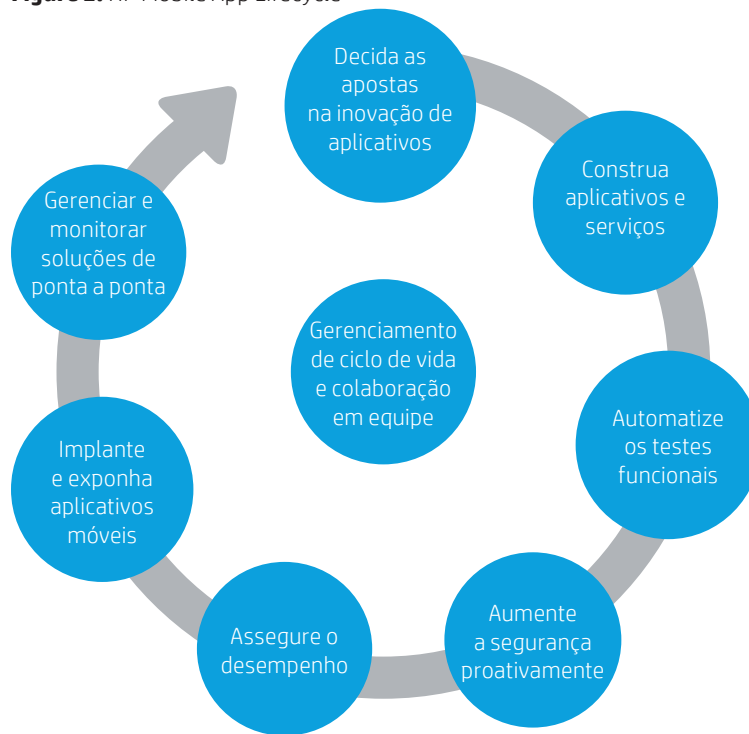 Decida as
apostas
na inovação de
aplicativos
Construa
aplicativos e
serviços
Automatize
os testes
funcionais
Aumente
a segurança
proativamente
Assegure o
desempenho
Implante
e exponha
aplicativos
móveis
Gerenciar e
monitorar
soluções de
ponta a ponta
Gerenciamento
de ciclo de vida
e colaboração
em equipe